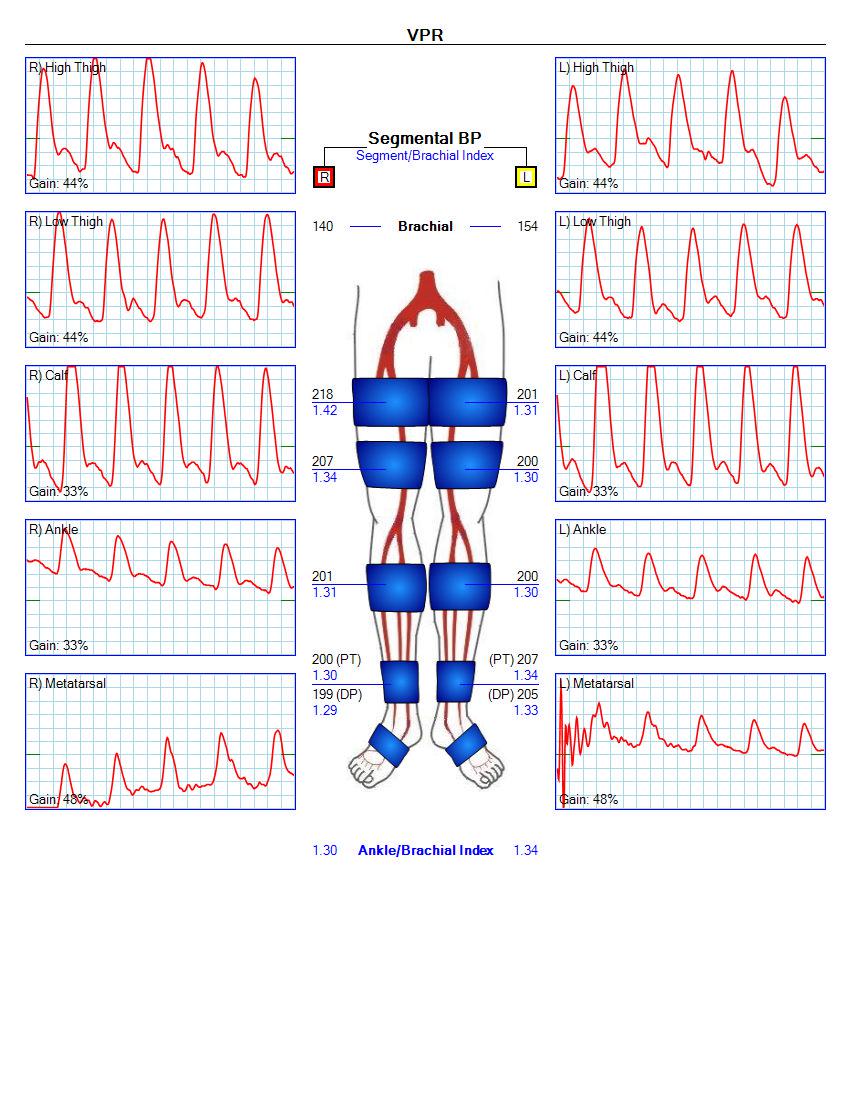 VPR
R) High Thigh
Gain: 44%
R) Low Thigh
Gain: 44%
R) Calf
Gain: 33%
R) Ankle
Gain: 33%
R) Metatarsal
Gain: 48%
Segmental BP
Segment/Brachial Index
R L
140 Brachial 154
218 201
1.42 1.31
207 200
1.34 1.30
201 200
1.31 1.30
200 (PT) (PT) 207
1.30 1.34
199 (DP) (DP) 205
1.29 1.33
1.30 Ankle/Brachial Index 1.34
L) High Thigh
Gain: 44%
L) Low Thigh
Gain: 44%
L) Calf
Gain: 33%
L) Ankle
Gain: 33%
L) Metatarsal
Gain: 48%